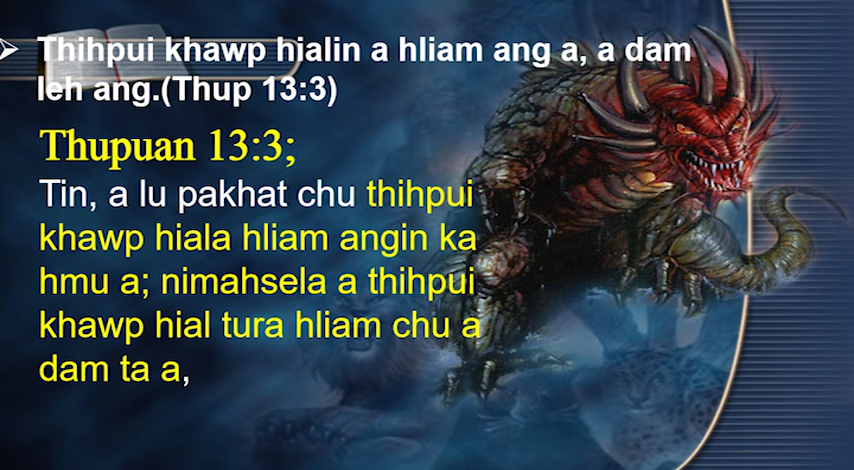 ➢ Thihpui khawp hialin a hliam ang a, a dam
leh ang.(Thup 13:3)
Thupuan 13:3;
Tin, a lu pakhat chu thihpui
khawp hiala hliam angin ka
hmu a; nimahsela a thihpui
khawp hial tura hliam chu a
dam ta a,